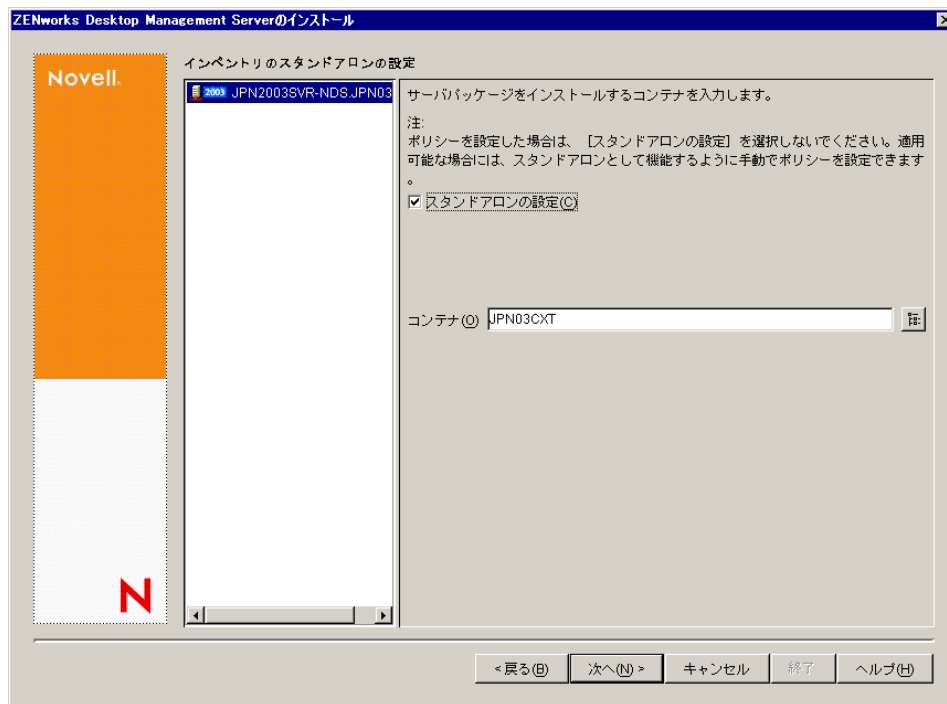 ZENworks Desktop Management Serverのインストール
Novell.
インベントリのスタンドアロンの設定
2003 JPN2003SVR-NDS.JPN03
サーバパッケージをインストールするコンテナを入力します。
注:
ポリシーを設定した場合は、［スタンドアロンの設定］を選択しないでください。適用
可能な場合には、スタンドアロンとして機能するように手動でポリシーを設定できます
。
スタンドアロンの設定(C)
コンテナ(O) JPN03CXT
N
<戻る(B) 次へ(N)> キャンセル 終了 ヘルプ(H)